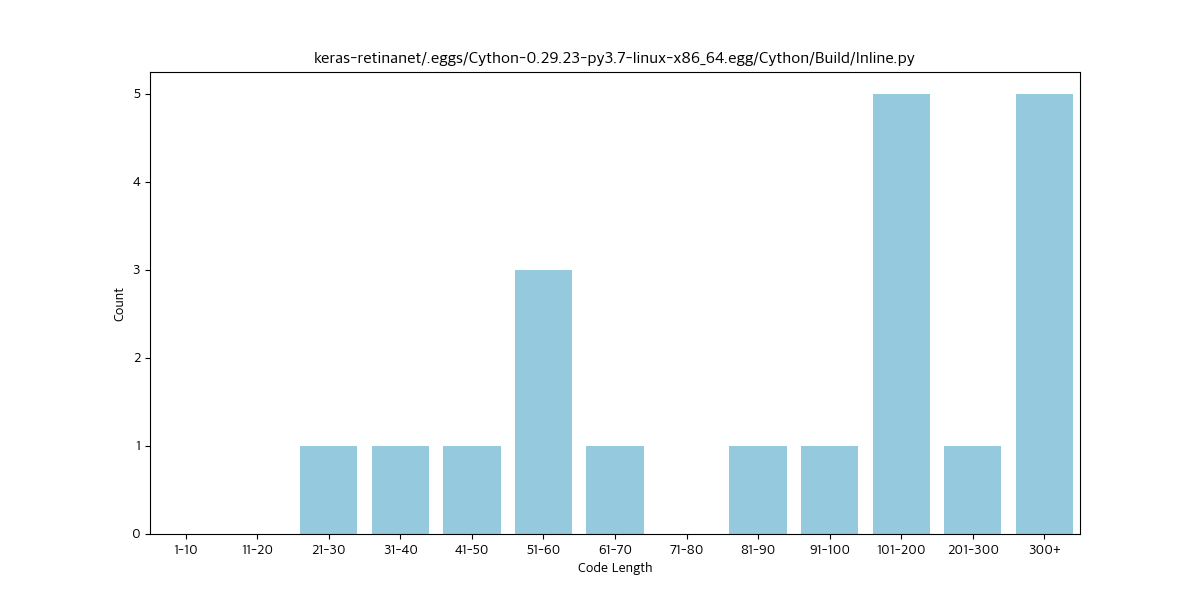 keras-retinanet/.eggs/Cython-0.29.23-py3.7-linux-x86_64.egg/Cython/Build/Inline.py
5
4
3
2
1
0
Count
1-10 11-20 21-30 31-40 41-50 51-60 61-70 71-80 81-90 91-100 101-200 201-300 300+
Code Length